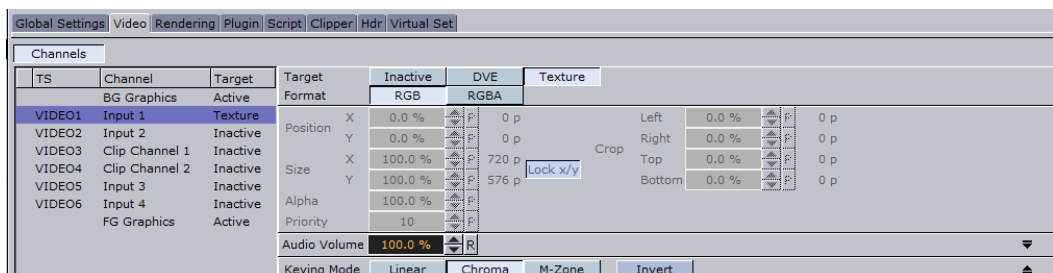 Global Settings Video Rendering Plugin Script Clipper Hdr Virtual Set
Channels
TS Channel Target
BG Graphics Active
VIDEO1 Input 1 Texture
VIDEO2 Input 2 Inactive
VIDEO3 Clip Channel 1 Inactive
VIDEO4 Clip Channel 2 Inactive
VIDEO5 Input 3 Inactive
VIDEO6 Input 4 Inactive
FG Graphics Active
Target Inactive DVE Texture
Format RGB RGBA
Position X 0.0 % P 0 p
Y 0.0 % P 0 p
Size X 100.0 % P 720 p
Y 100.0 % P 576 p
Lock x/y
Alpha 100.0 % P
Priority 10 P
Crop
Left 0.0 % P 0 p
Right 0.0 % P 0 p
Top 0.0 % P 0 p
Bottom 0.0 % P 0 p
Audio Volume 100.0 % R
Keying Mode Linear Chroma M-Zone Invert